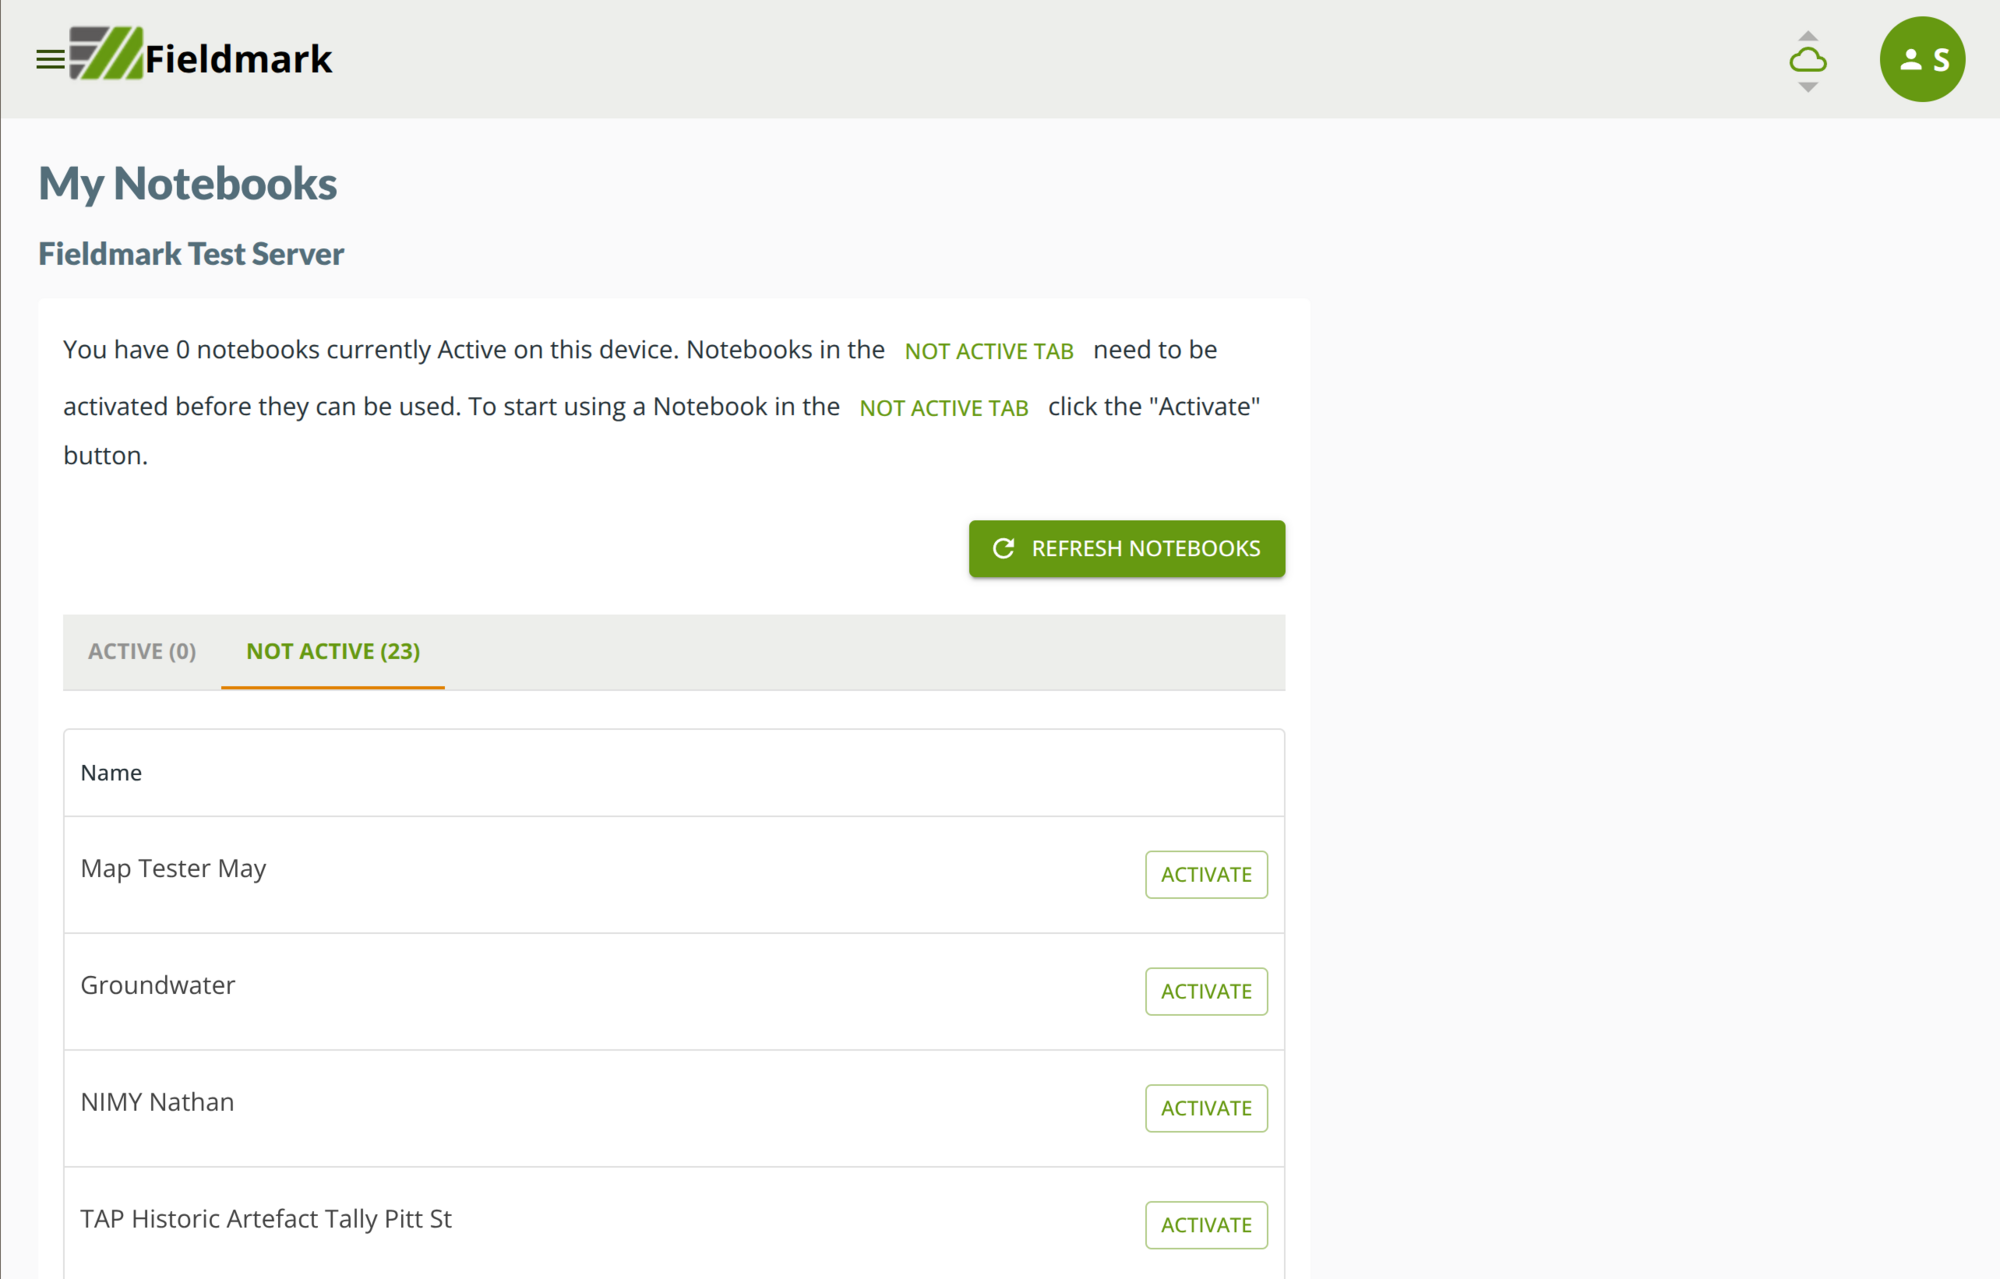 Fieldmark
S
My Notebooks
Fieldmark Test Server
You have 0 notebooks currently Active on this device. Notebooks in the NOT ACTIVE TAB need to be
activated before they can be used. To start using a Notebook in the NOT ACTIVE TAB click the "Activate"
button.
REFRESH NOTEBOOKS
ACTIVE (0) NOT ACTIVE (23)
Name
Map Tester May ACTIVATE
Groundwater ACTIVATE
NIMY Nathan ACTIVATE
TAP Historic Artefact Tally Pitt St ACTIVATE